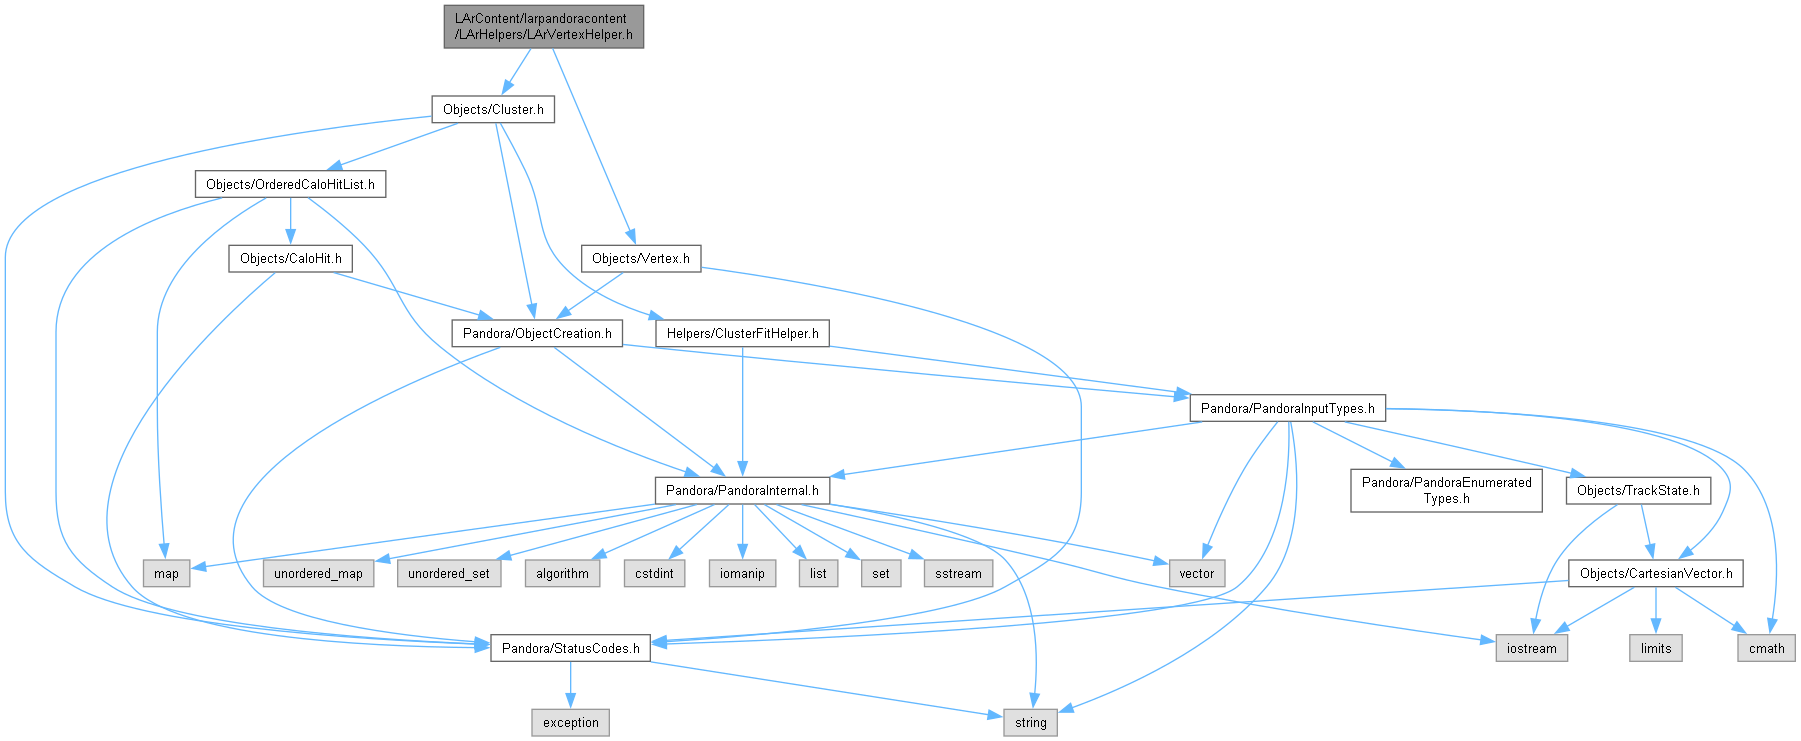 LArContent/larpandoracontent
/LArHelpers/LArVertexHelper.h
Objects/Cluster.h
Objects/OrderedCaloHitList.h
Objects/CaloHit.h
Objects/Vertex.h
Pandora/ObjectCreation.h
Helpers/ClusterFitHelper.h
Pandora/PandoraInputTypes.h
Pandora/PandoraInternal.h
Pandora/PandoraEnumerated
Types.h
Objects/TrackState.h
map
unordered_map
unordered_set
algorithm
cstdint
iomanip
list
set
sstream
vector
Objects/CartesianVector.h
Pandora/StatusCodes.h
iostream
limits
cmath
exception
string